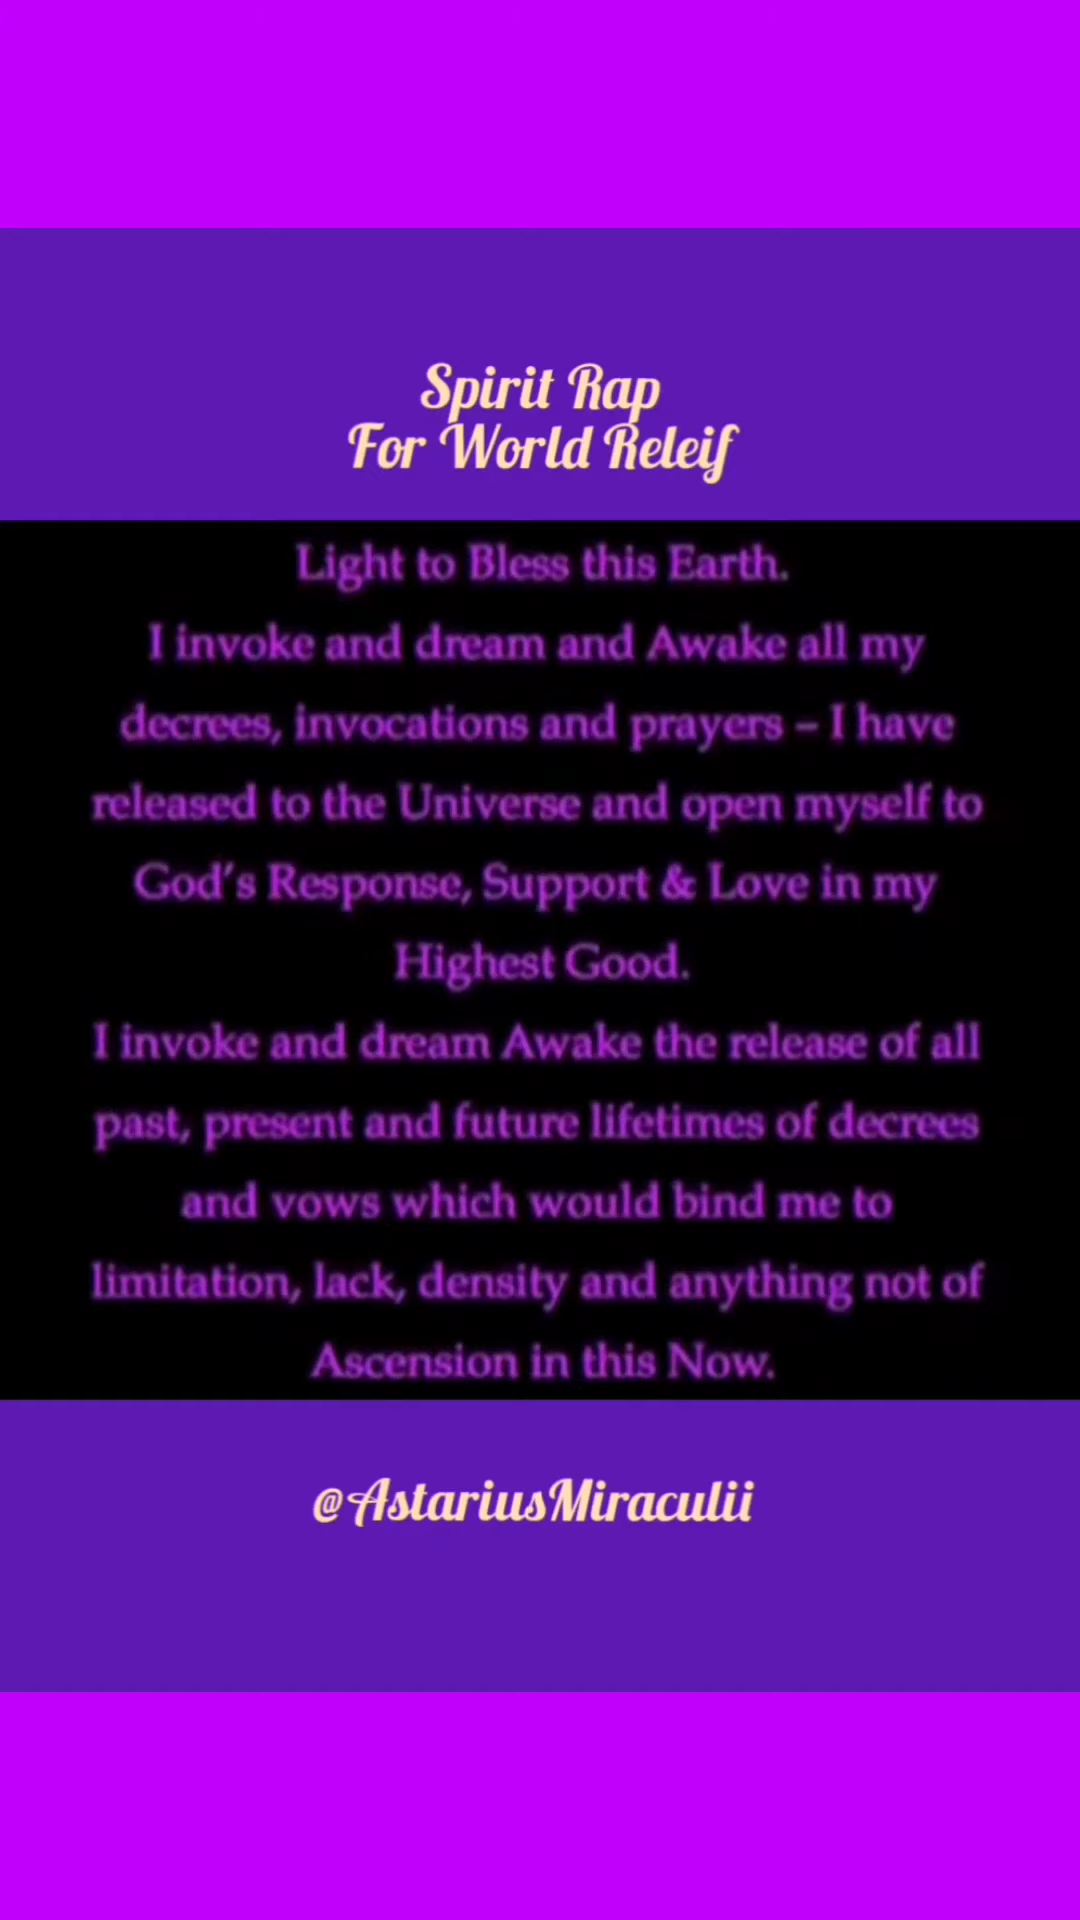 Spirit Rap
For World Releif
Light to Bless this Earth.
I invoke and dream and Awake all my
decrees, invocations and prayers – I have
released to the Universe and open myself to
God's Response, Support & Love in my
Highest Good.
I invoke and dream Awake the release of all
past, present and future lifetimes of decrees
and vows which would bind me to
limitation, lack, density and anything not of
Ascension in this Now.
@AstariusMiraculii